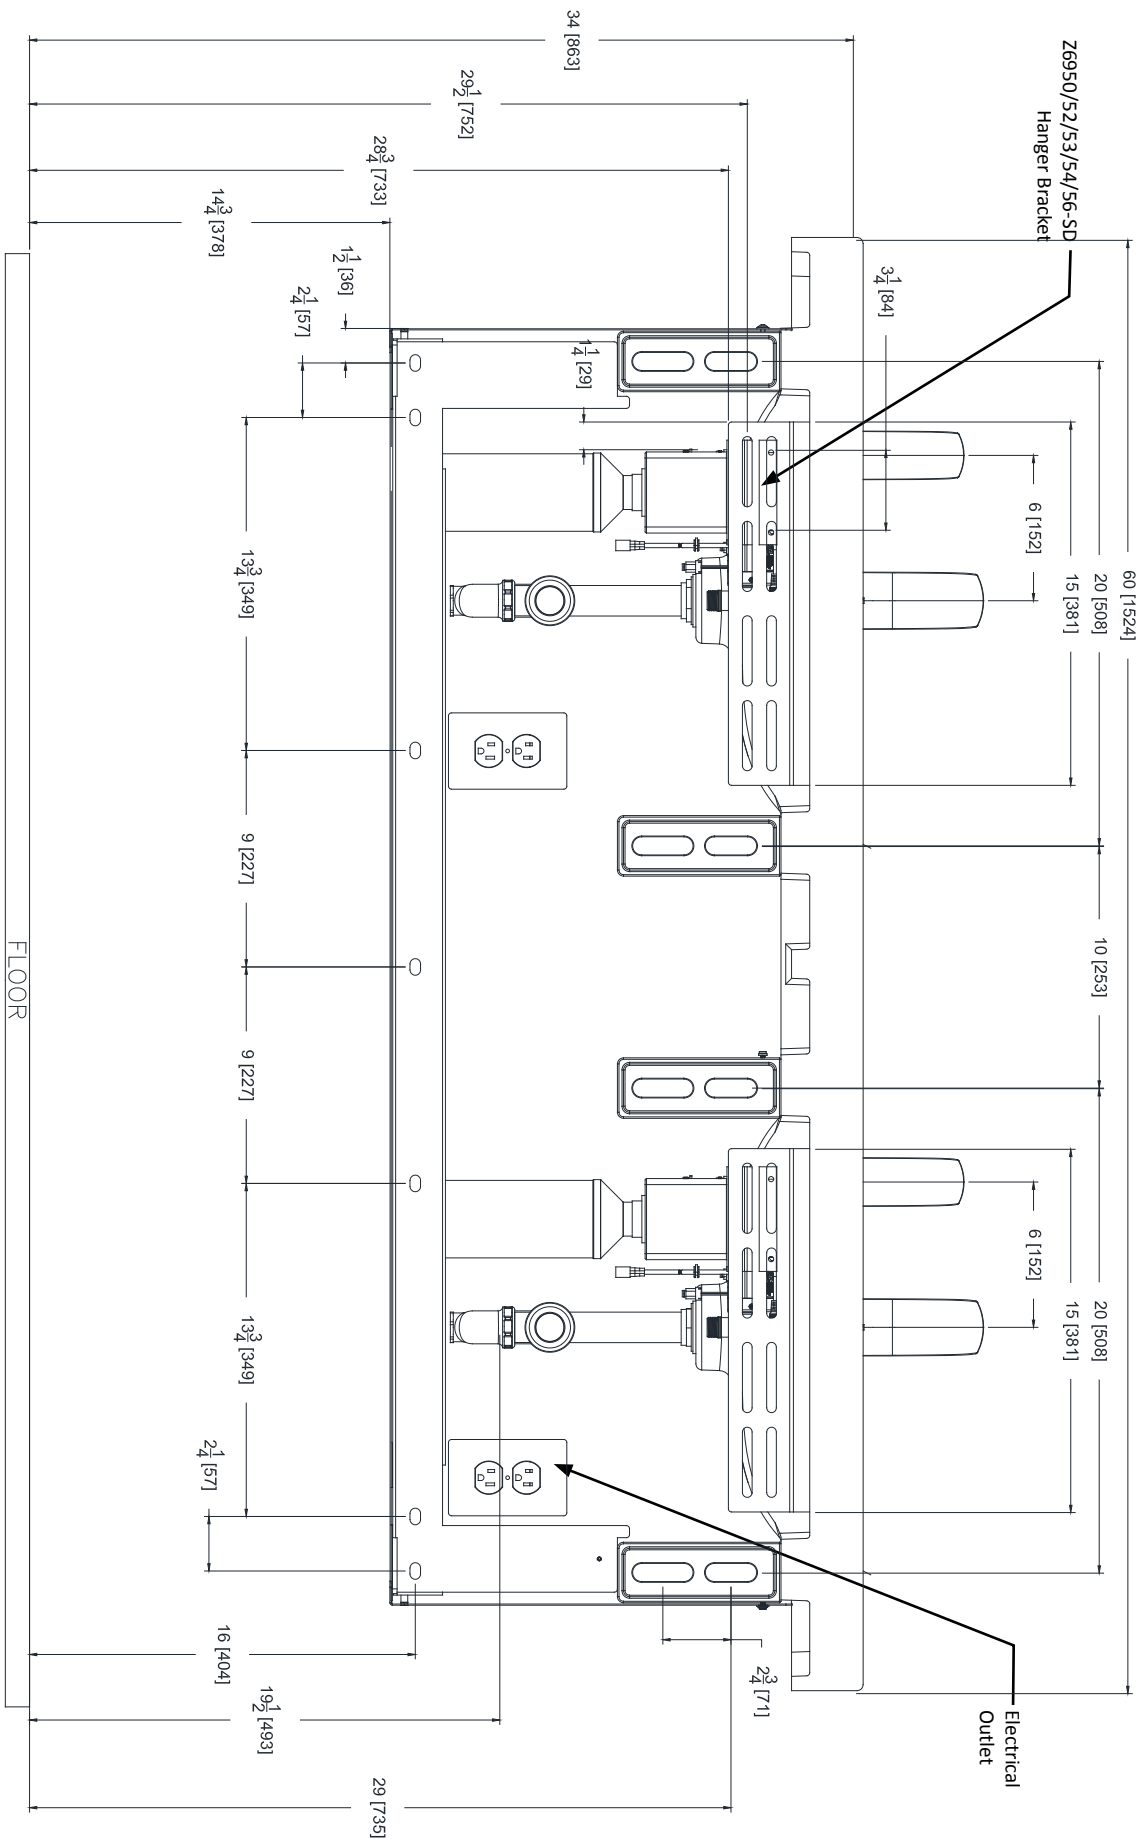 60 [1524]
20 [508]
10 [253]
20 [508]
15 [381]
15 [381]
Z6950/52/53/54/56-SD
Hanger Bracket
6 [152]
6 [152]
Electrical
Outlet
3 1/4 [84]
2 3/4 [71]
1 1/4 [29]
34 [863]
29 1/2 [752]
28 3/4 [733]
14 3/4 [378]
1 1/2 [36]
2 1/4 [57]
13 3/4 [349]
9 [227]
9 [227]
13 3/4 [349]
2 1/4 [57]
16 [404]
19 1/2 [493]
29 [735]
FLOOR